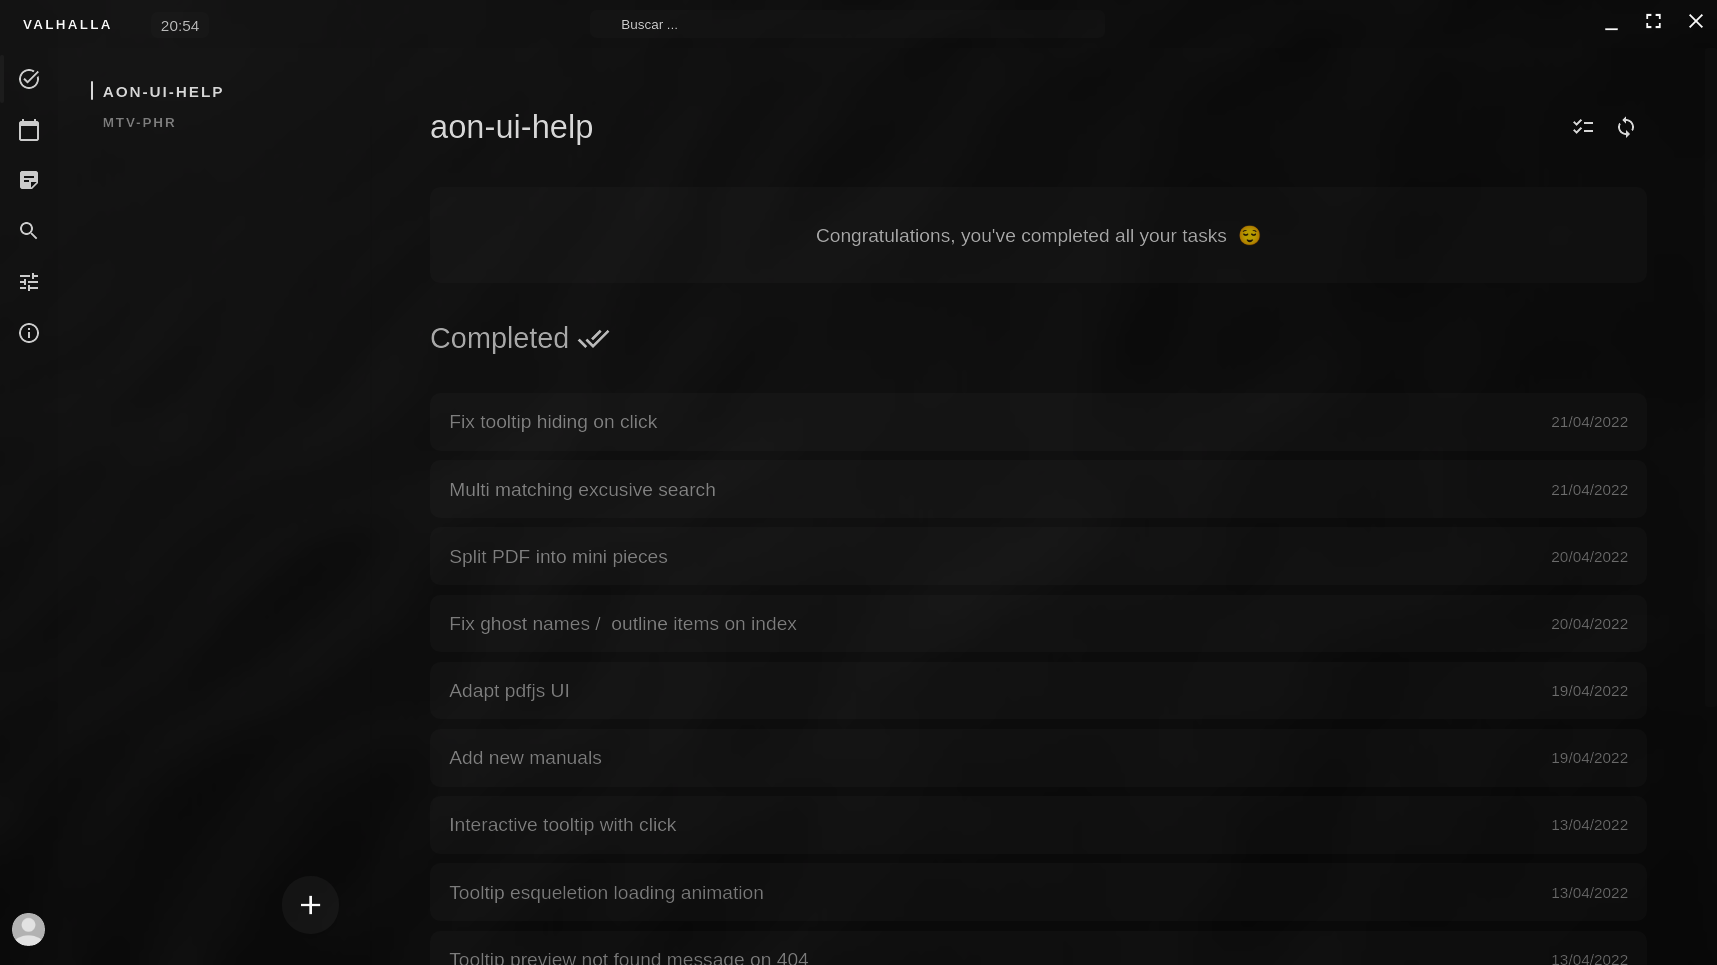 VALHALLA
20:54
Buscar ...
AON-UI-HELP
MTV-PHR
aon-ui-help
Congratulations, you've completed all your tasks 😌
Completed
Fix tooltip hiding on click 21/04/2022
Multi matching excusive search 21/04/2022
Split PDF into mini pieces 20/04/2022
Fix ghost names /  outline items on index 20/04/2022
Adapt pdfjs UI 19/04/2022
Add new manuals 19/04/2022
Interactive tooltip with click 13/04/2022
Tooltip esqueletion loading animation 13/04/2022
Tooltip preview not found message on 404 13/04/2022